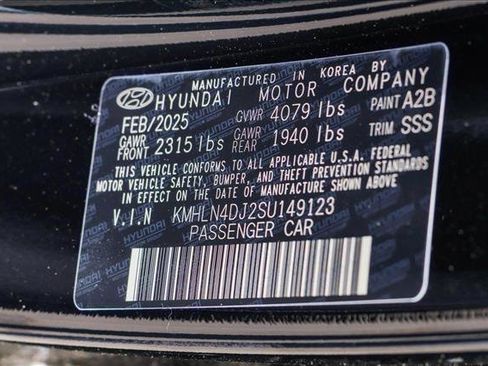 MANUFACTURED IN KOREA BY
HYUNDAI MOTOR COMPANY
FEB/2025 GVWR 4079 lbs PAINT A2B
GAWR FRONT 2315 lbs GAWR REAR 1940 lbs TRIM SSS
THIS VEHICLE CONFORMS TO ALL APPLICABLE U.S.A. FEDERAL
MOTOR VEHICLE SAFETY, BUMPER, AND THEFT PREVENTION STANDARDS
IN EFFECT ON THE DATE OF MANUFACTURE SHOWN ABOVE.
V.I.N KMHLN4DJ2SU149123
PASSENGER CAR